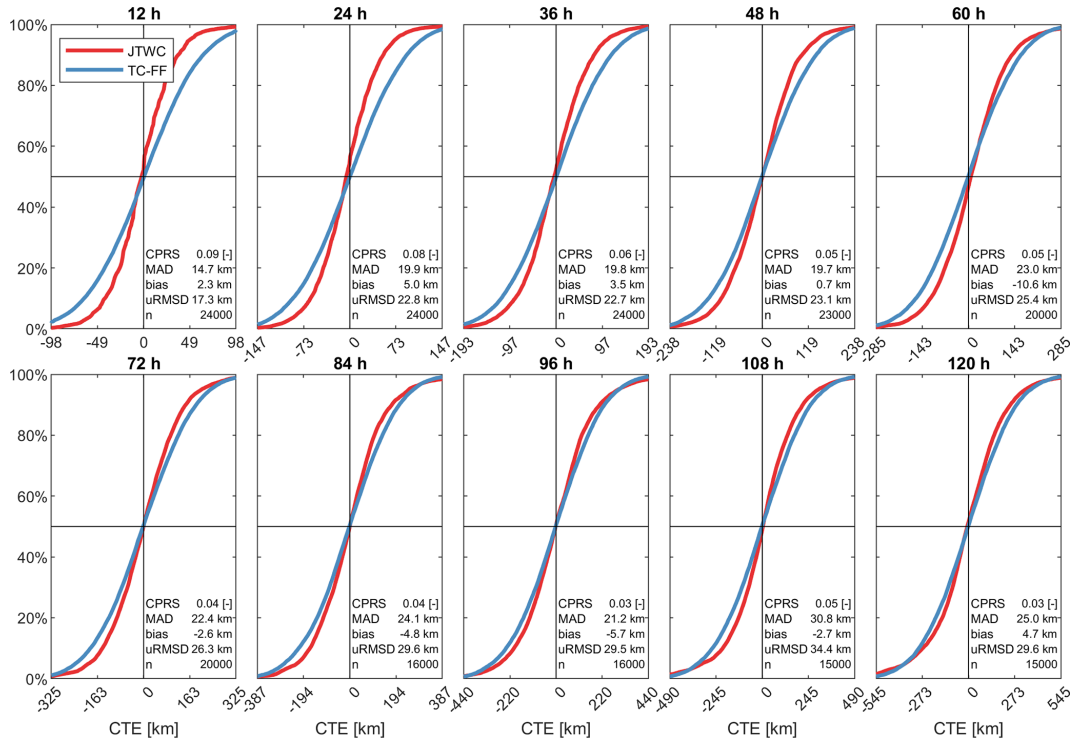 12 h 24 h 36 h 48 h 60 h
100%
80%
60%
40%
20%
0%
JTWC
TC-FF
CPRS 0.09 [-]
MAD 14.7 km
bias 2.3 km
uRMSD 17.3 km
n 24000
-98 -49 0 49 98
CPRS 0.08 [-]
MAD 19.9 km
bias 5.0 km
uRMSD 22.8 km
n 24000
-147 -73 0 73 147
CPRS 0.06 [-]
MAD 19.8 km
bias 3.5 km
uRMSD 22.7 km
n 24000
-193 -97 0 97 193
CPRS 0.05 [-]
MAD 19.7 km
bias 0.7 km
uRMSD 23.1 km
n 23000
-238 -119 0 119 238
CPRS 0.05 [-]
MAD 23.0 km
bias -10.6 km
uRMSD 25.4 km
n 20000
-285 -143 0 143 285
72 h 84 h 96 h 108 h 120 h
100%
80%
60%
40%
20%
0%
CPRS 0.04 [-]
MAD 22.4 km
bias -2.6 km
uRMSD 26.3 km
n 20000
-325 -163 0 163 325
CTE [km]
CPRS 0.04 [-]
MAD 24.1 km
bias -4.8 km
uRMSD 29.6 km
n 16000
-387 -194 0 194 387
CTE [km]
CPRS 0.03 [-]
MAD 21.2 km
bias -5.7 km
uRMSD 29.5 km
n 16000
-440 -220 0 220 440
CTE [km]
CPRS 0.05 [-]
MAD 30.8 km
bias -2.7 km
uRMSD 34.4 km
n 15000
-490 -245 0 245 490
CTE [km]
CPRS 0.03 [-]
MAD 25.0 km
bias 4.7 km
uRMSD 29.6 km
n 15000
-545 -273 0 273 545
CTE [km]